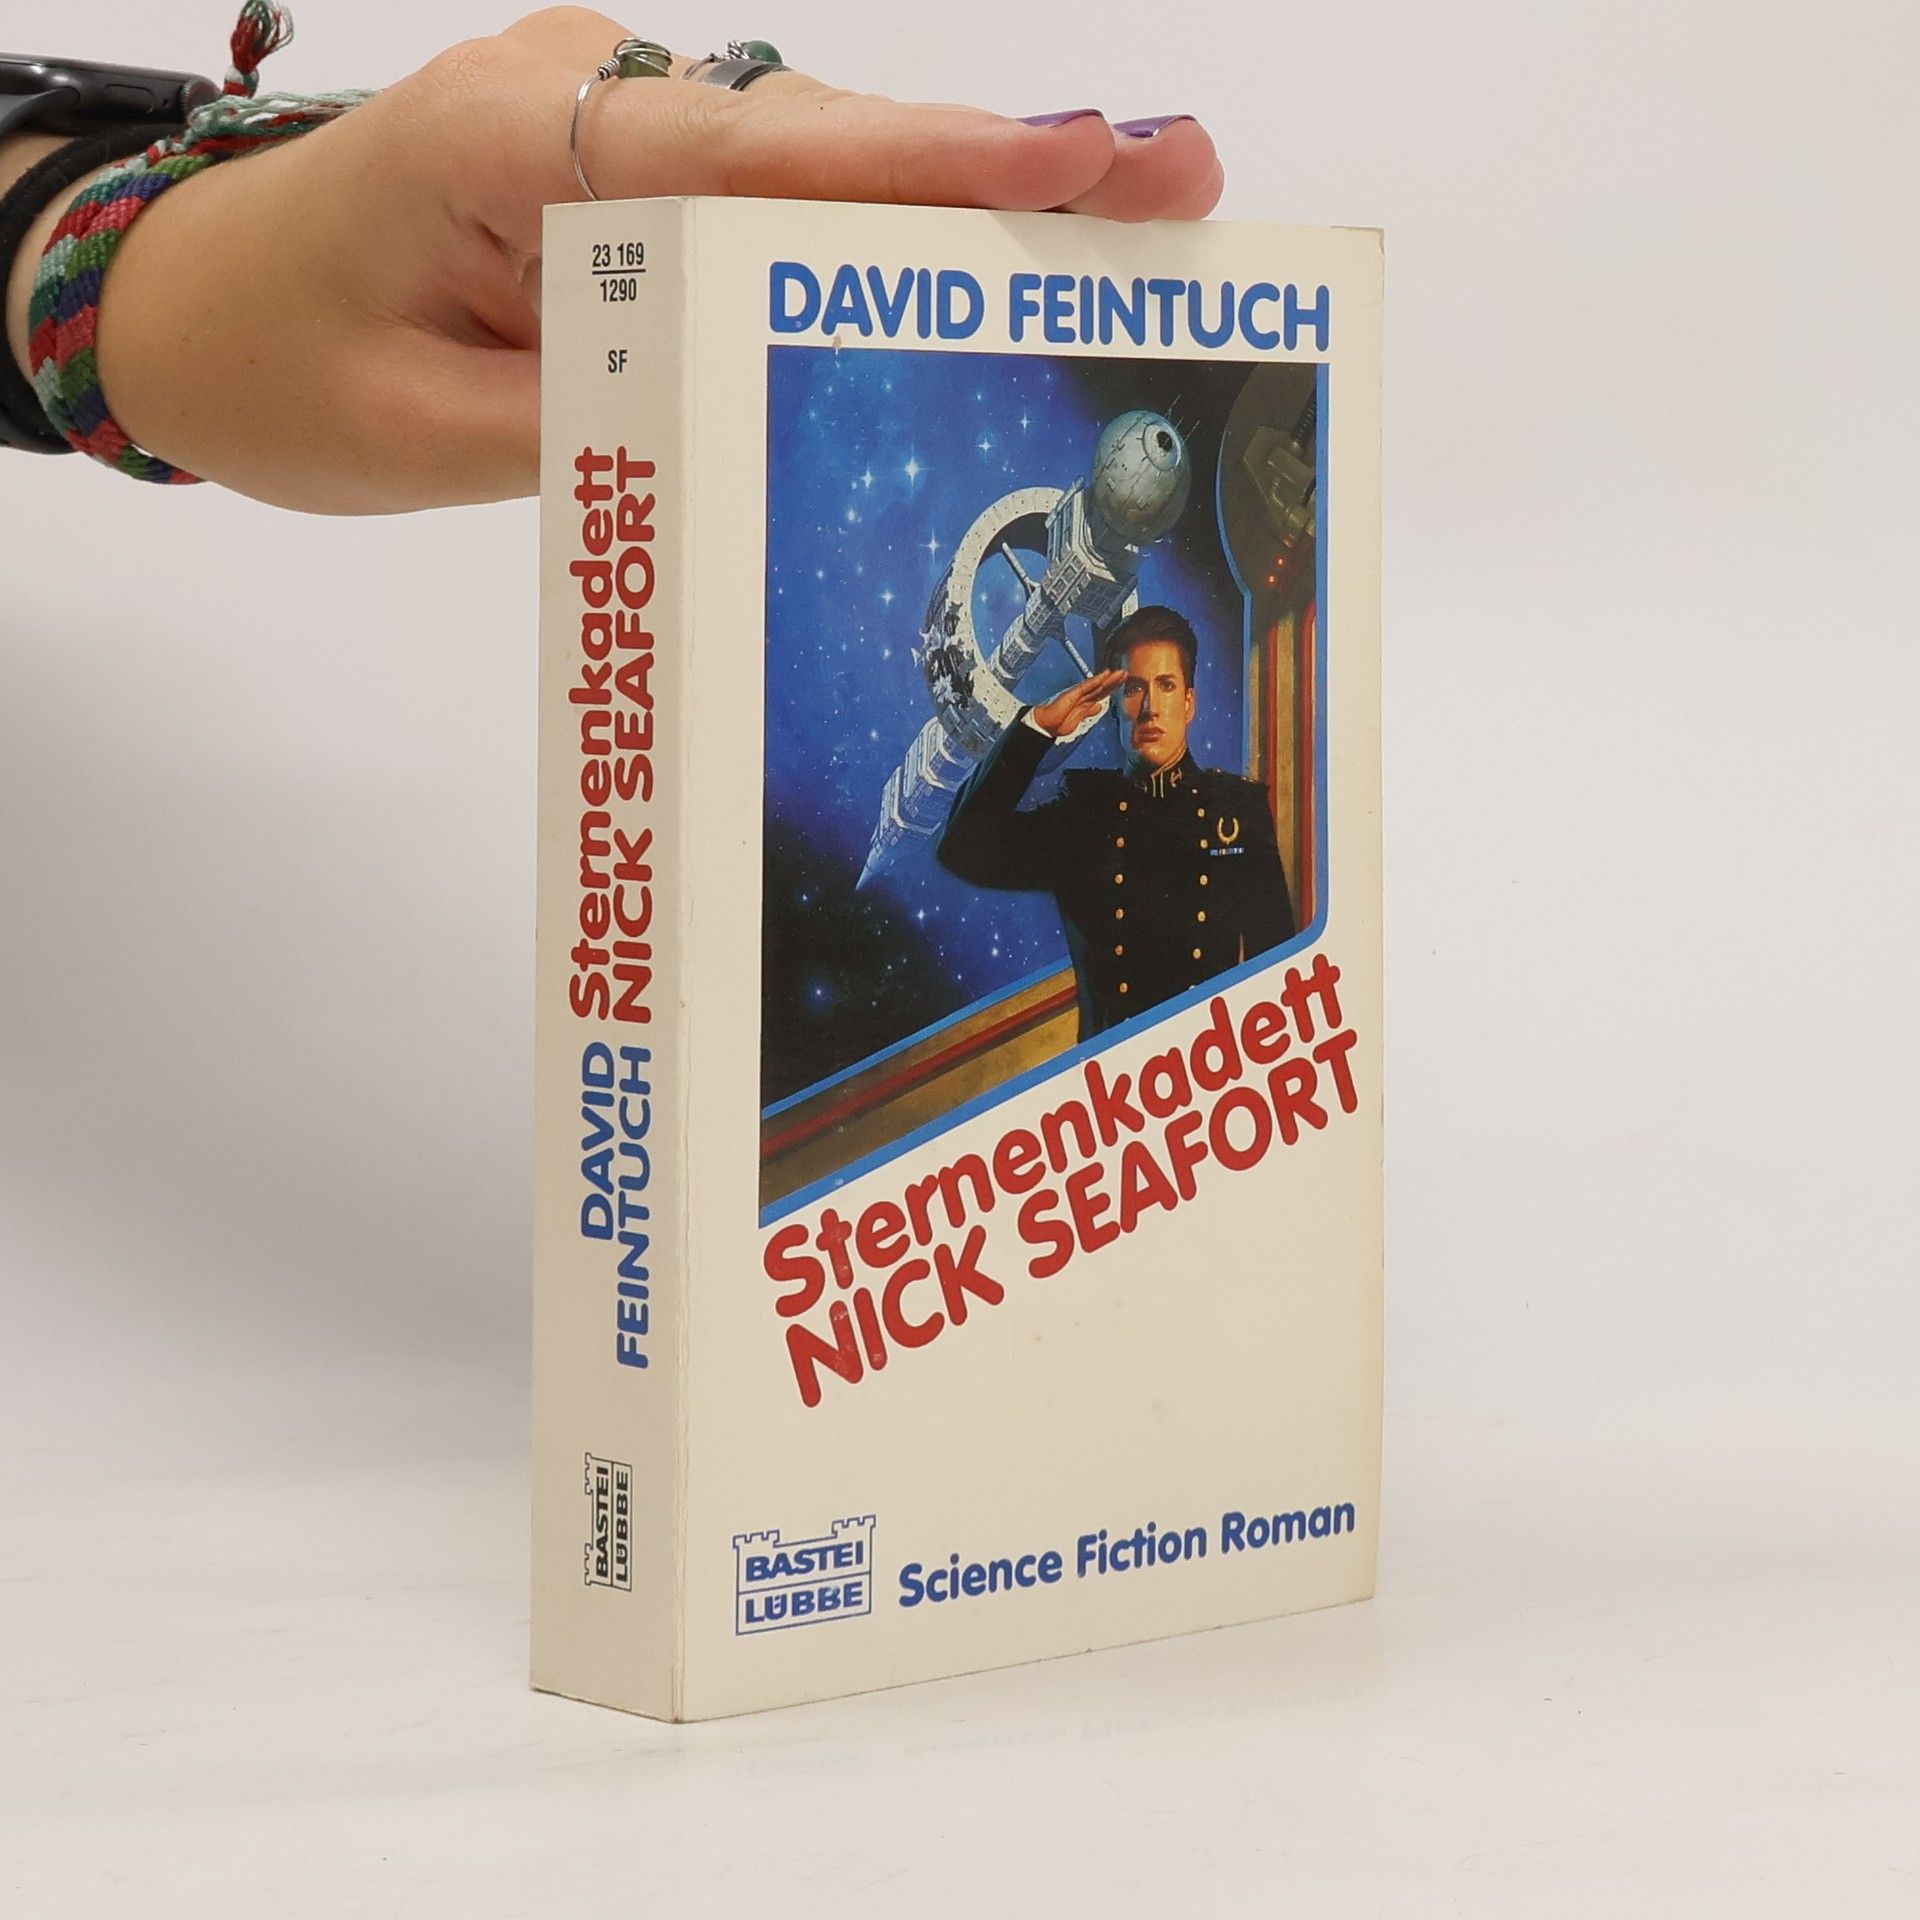 23 169
1290
SF
DAVID
FEINTUCH
Sternenkadett
NICK SEAFORT
BASTEI
LÜBBE
DAVID FEINTUCH
Sternenkadett
NICK SEAFORT
BASTEI
LÜBBE
Science Fiction Roman